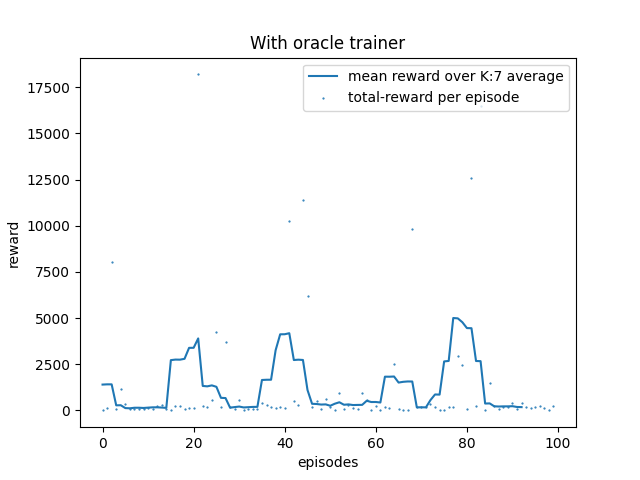 With oracle trainer
mean reward over K:7 average
total-reward per episode
17500
15000
12500
10000
7500
5000
2500
0
reward
0 20 40 60 80 100
episodes